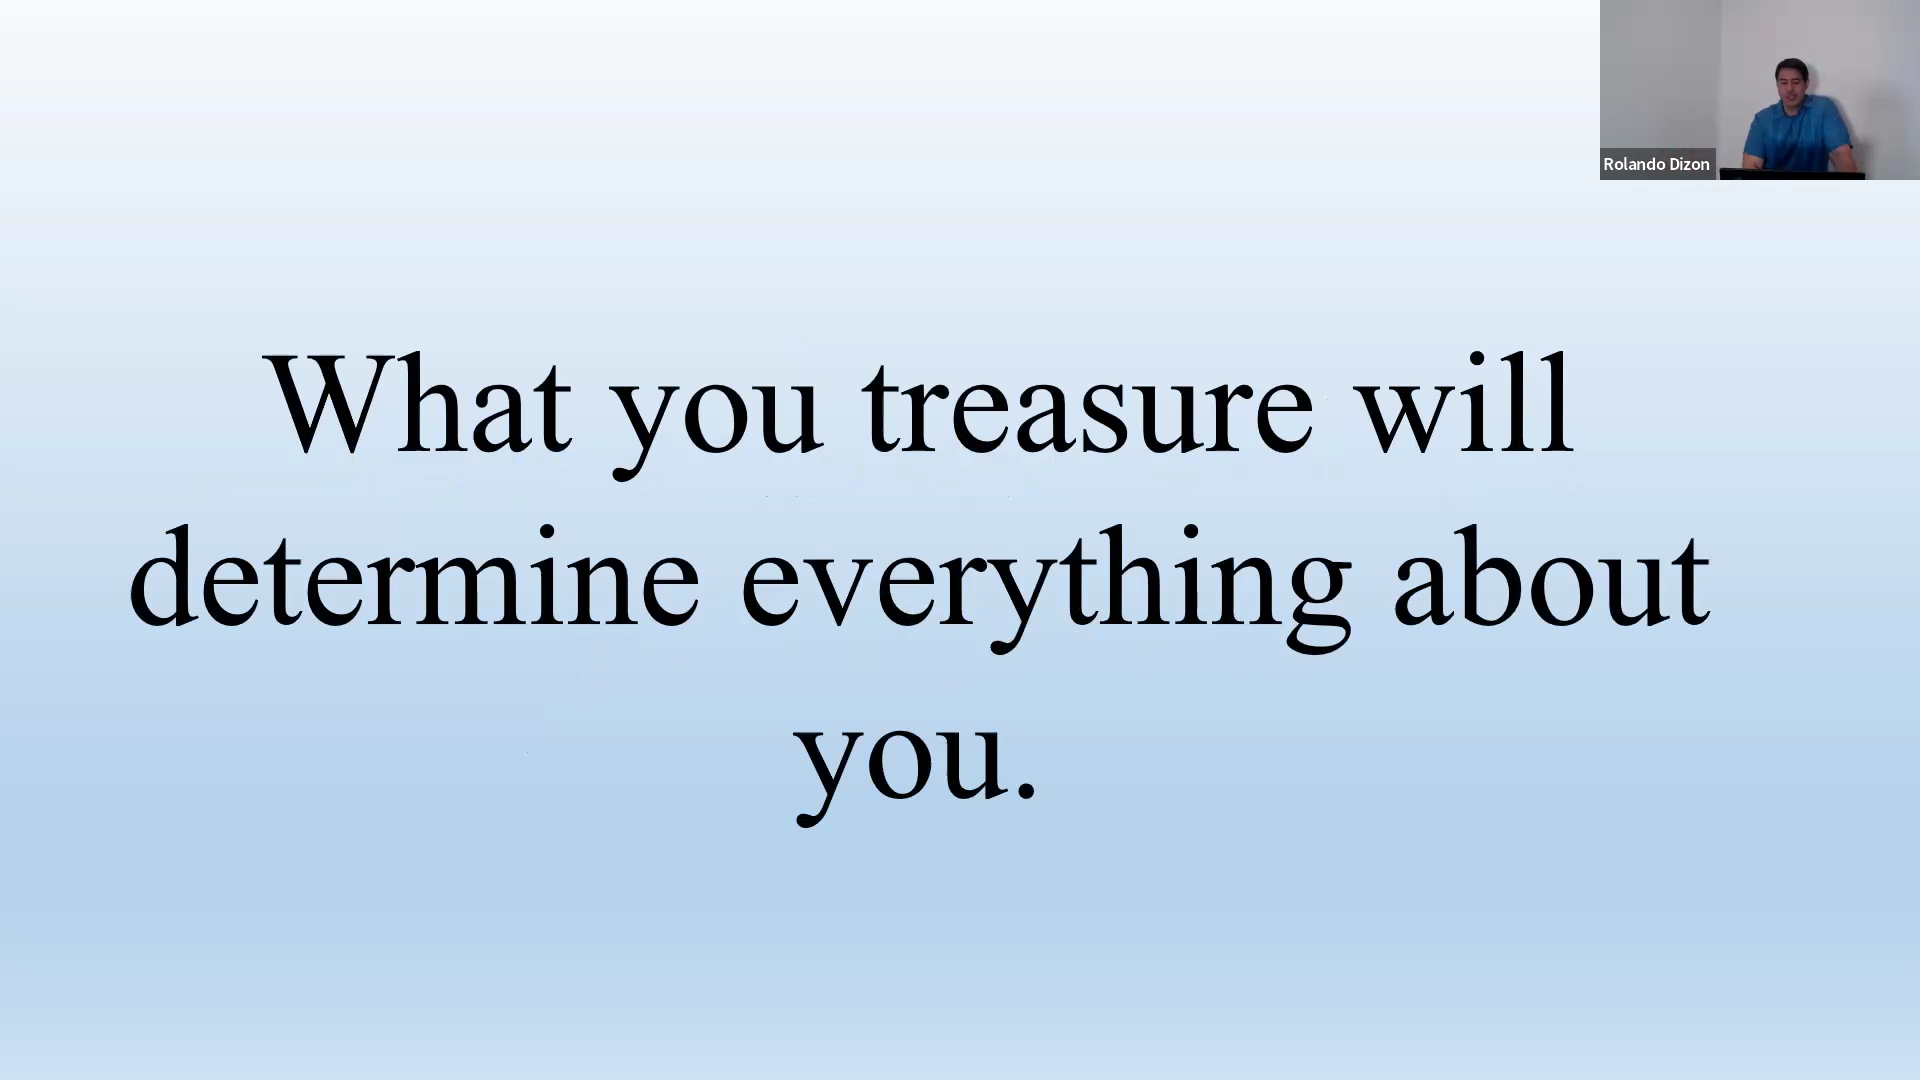 Rolando Dizon
What you treasure will
determine everything about
you.